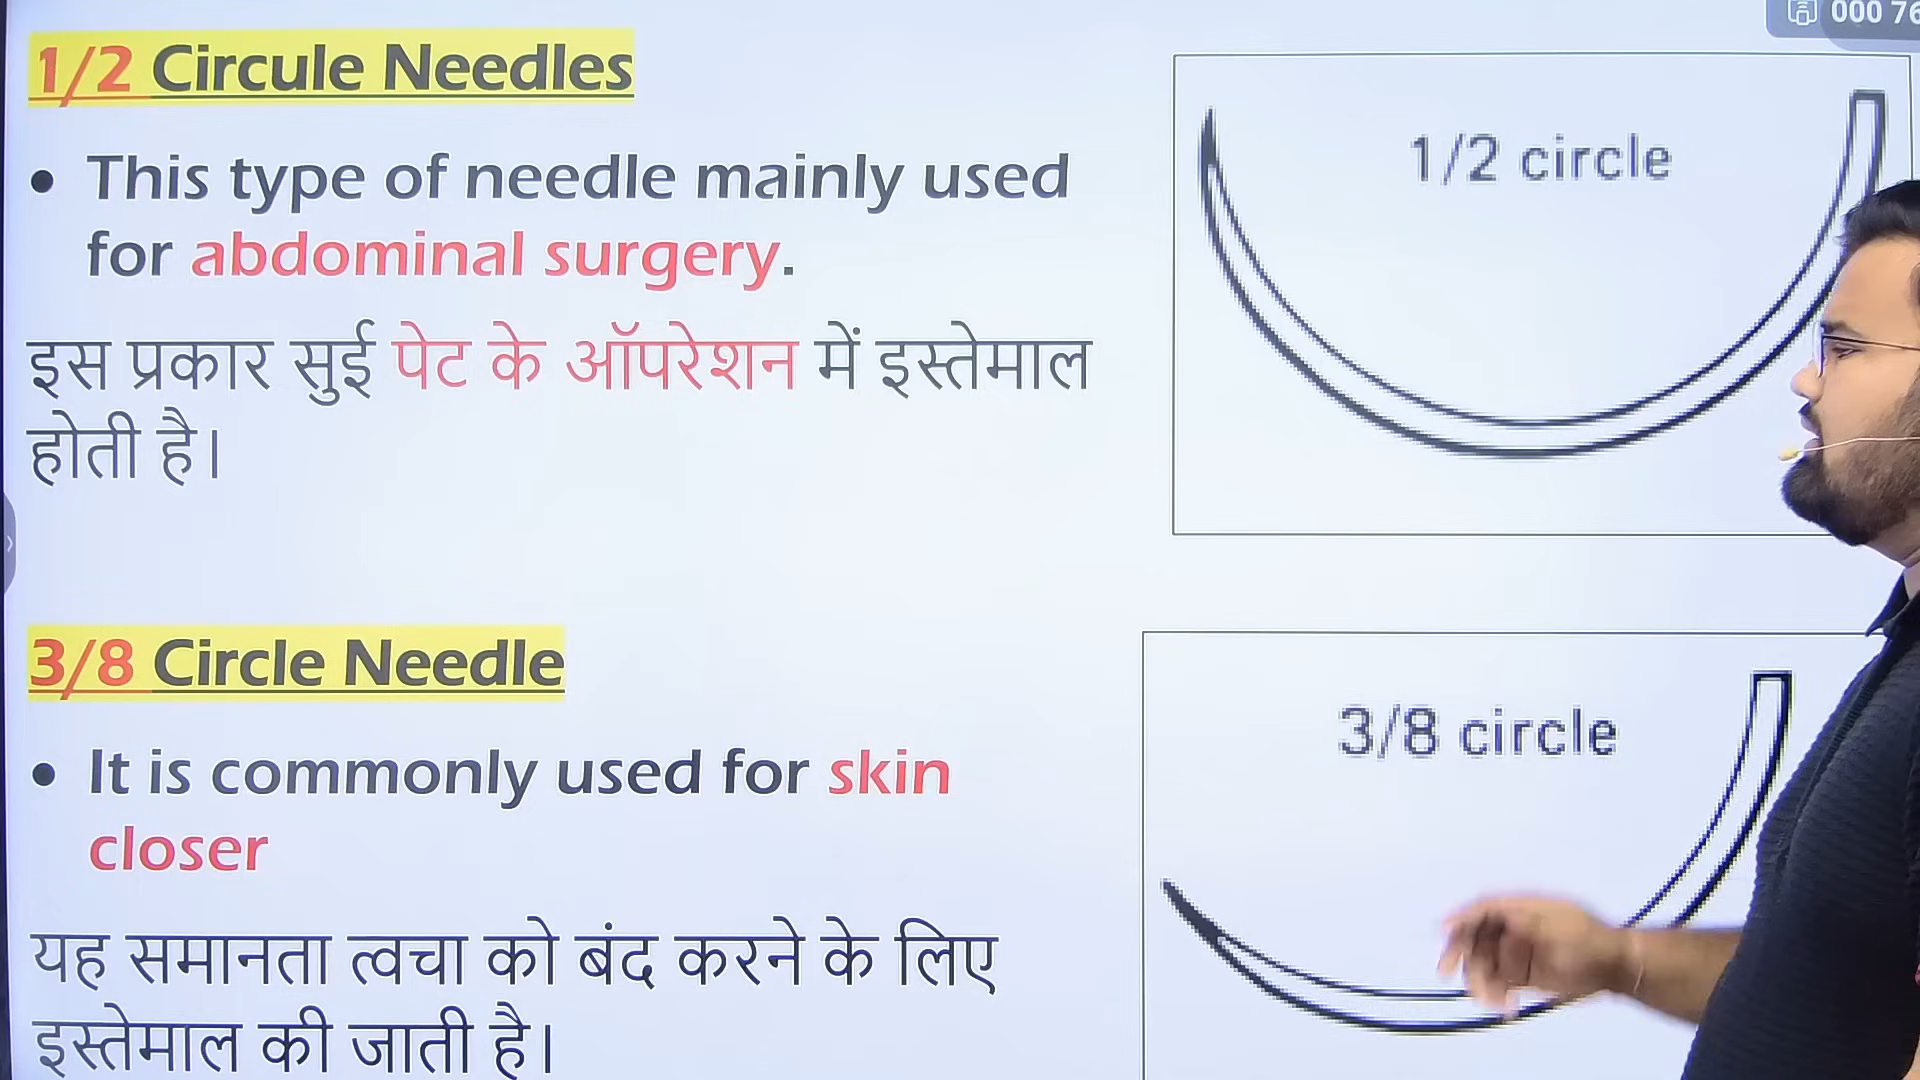 000 76
1/2 Circule Needles
• This type of needle mainly used
for abdominal surgery.
इस प्रकार सुई पेट के ऑपरेशन में इस्तेमाल
होती है।
1/2 circle
3/8 Circle Needle
• It is commonly used for skin
closer
यह समानता त्वचा को बंद करने के लिए
इस्तेमाल की जाती है।
3/8 circle